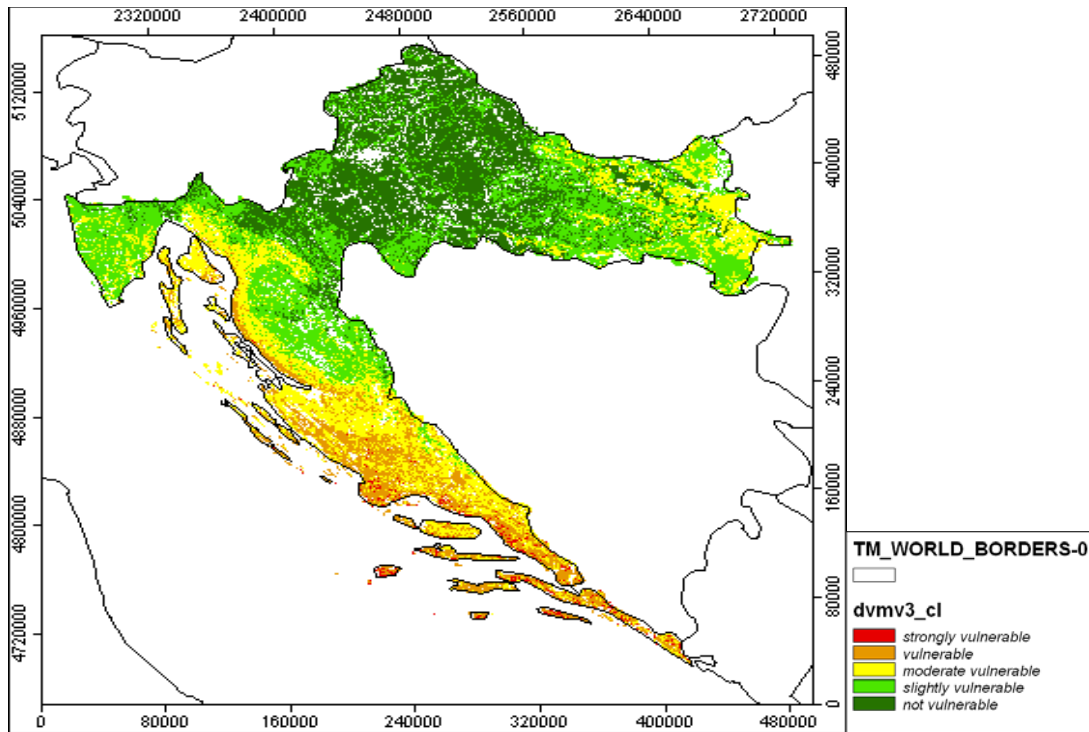 2320000 2400000 2480000 2560000 2640000 2720000
5120000
5040000
4960000
4880000
4800000
4720000
480000
400000
320000
240000
160000
80000
0
0 80000 160000 240000 320000 400000 480000
TM_WORLD_BORDERS-0
dvmv3_cl
strongly vulnerable
vulnerable
moderate vulnerable
slightly vulnerable
not vulnerable